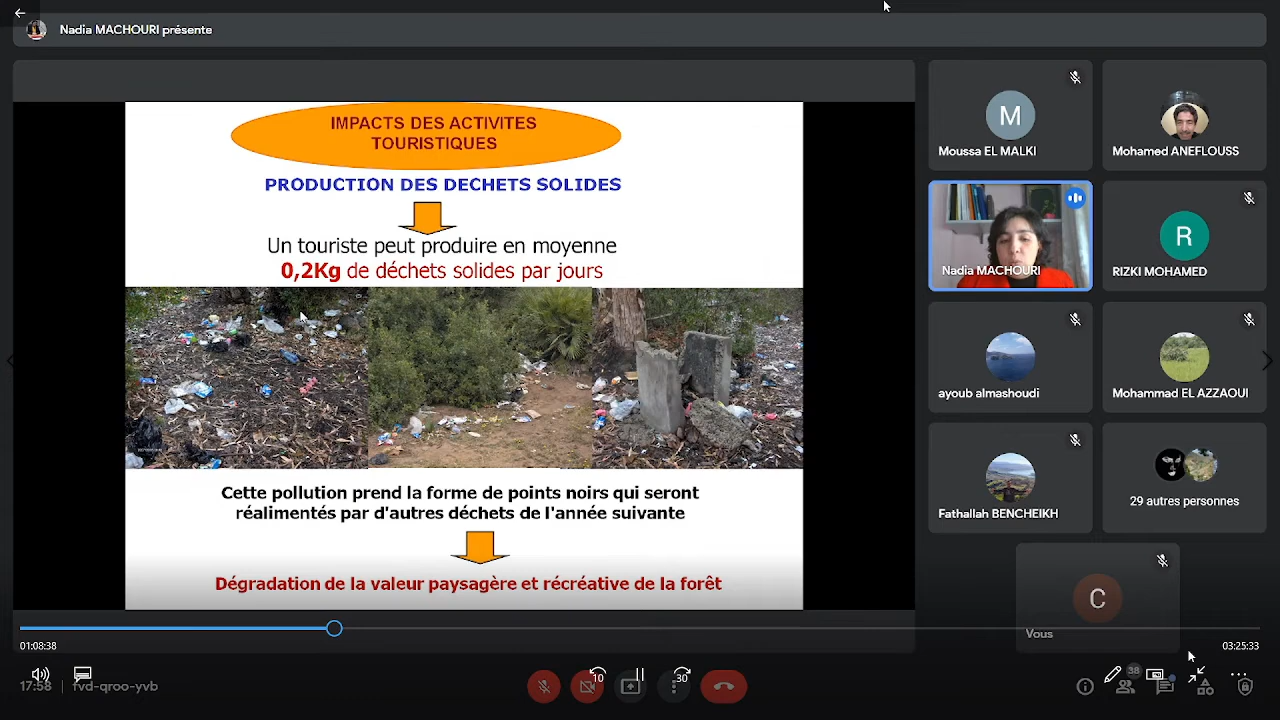 Nadia MACHOURI présente
IMPACTS DES ACTIVITES
TOURISTIQUES
PRODUCTION DES DECHETS SOLIDES
Un touriste peut produire en moyenne
0,2Kg de déchets solides par jours
Cette pollution prend la forme de points noirs qui seront
réalimentés par d'autres déchets de l'année suivante
Dégradation de la valeur paysagère et récréative de la forêt
M
Moussa EL MALKI
Mohamed ANEFLOUSS
Nadia MACHOURI
R
RIZKI MOHAMED
ayoub almashoudi
Mohammad EL AZZAOUI
Fathallah BENCHEIKH
29 autres personnes
C
Vous
01:08:38
03:25:33
17:58 | fvd-qroo-yvb
10
30
38